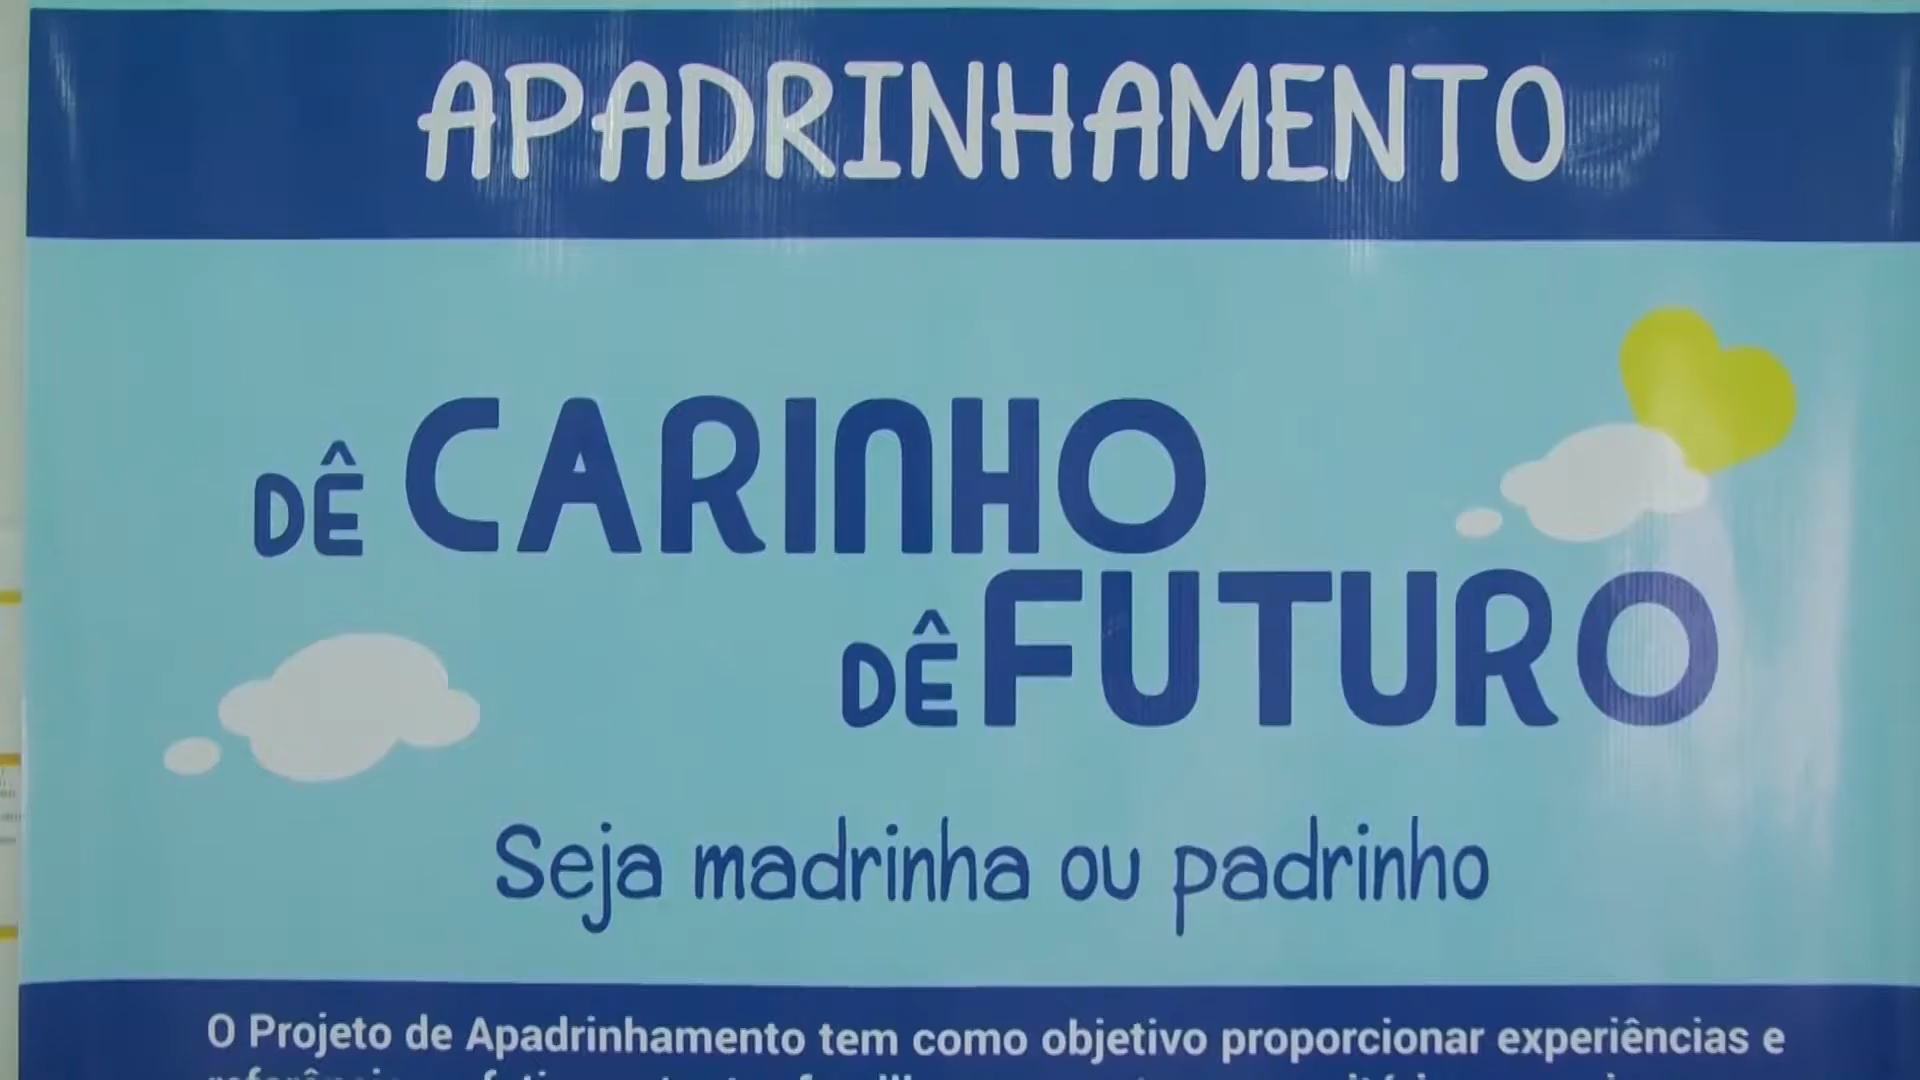 APADRINHAMENTO
DÊ CARINHO
DÊ FUTURO
Seja madrinha ou padrinho
O Projeto de Apadrinhamento tem como objetivo proporcionar experiências e